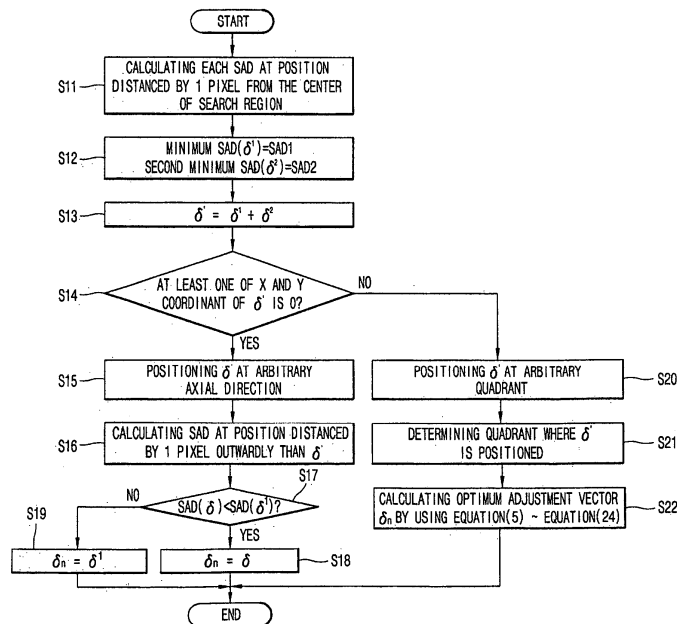 START
S11
CALCULATING EACH SAD AT POSITION
DISTANCED BY 1 PIXEL FROM THE CENTER
OF SEARCH REGION
S12
MINIMUM SAD(δ¹)=SAD1
SECOND MINIMUM SAD(δ²)=SAD2
S13
δ' = δ¹ + δ²
S14
AT LEAST ONE OF X AND Y
COORDINANT OF δ' IS 0?
NO
YES
S15
POSITIONING δ' AT ARBITRARY
AXIAL DIRECTION
POSITIONING δ' AT ARBITRARY
QUADRANT
S20
S16
CALCULATING SAD AT POSITION DISTANCED
BY 1 PIXEL OUTWARDLY THAN δ'
DETERMINING QUADRANT WHERE δ'
IS POSITIONED
S21
S17
NO
SAD(δ)<SAD(δ¹)?
YES
CALCULATING OPTIMUM ADJUSTMENT VECTOR
δn BY USING EQUATION(5) ~ EQUATION(24)
S22
S19
δn = δ¹
δn = δ
S18
END